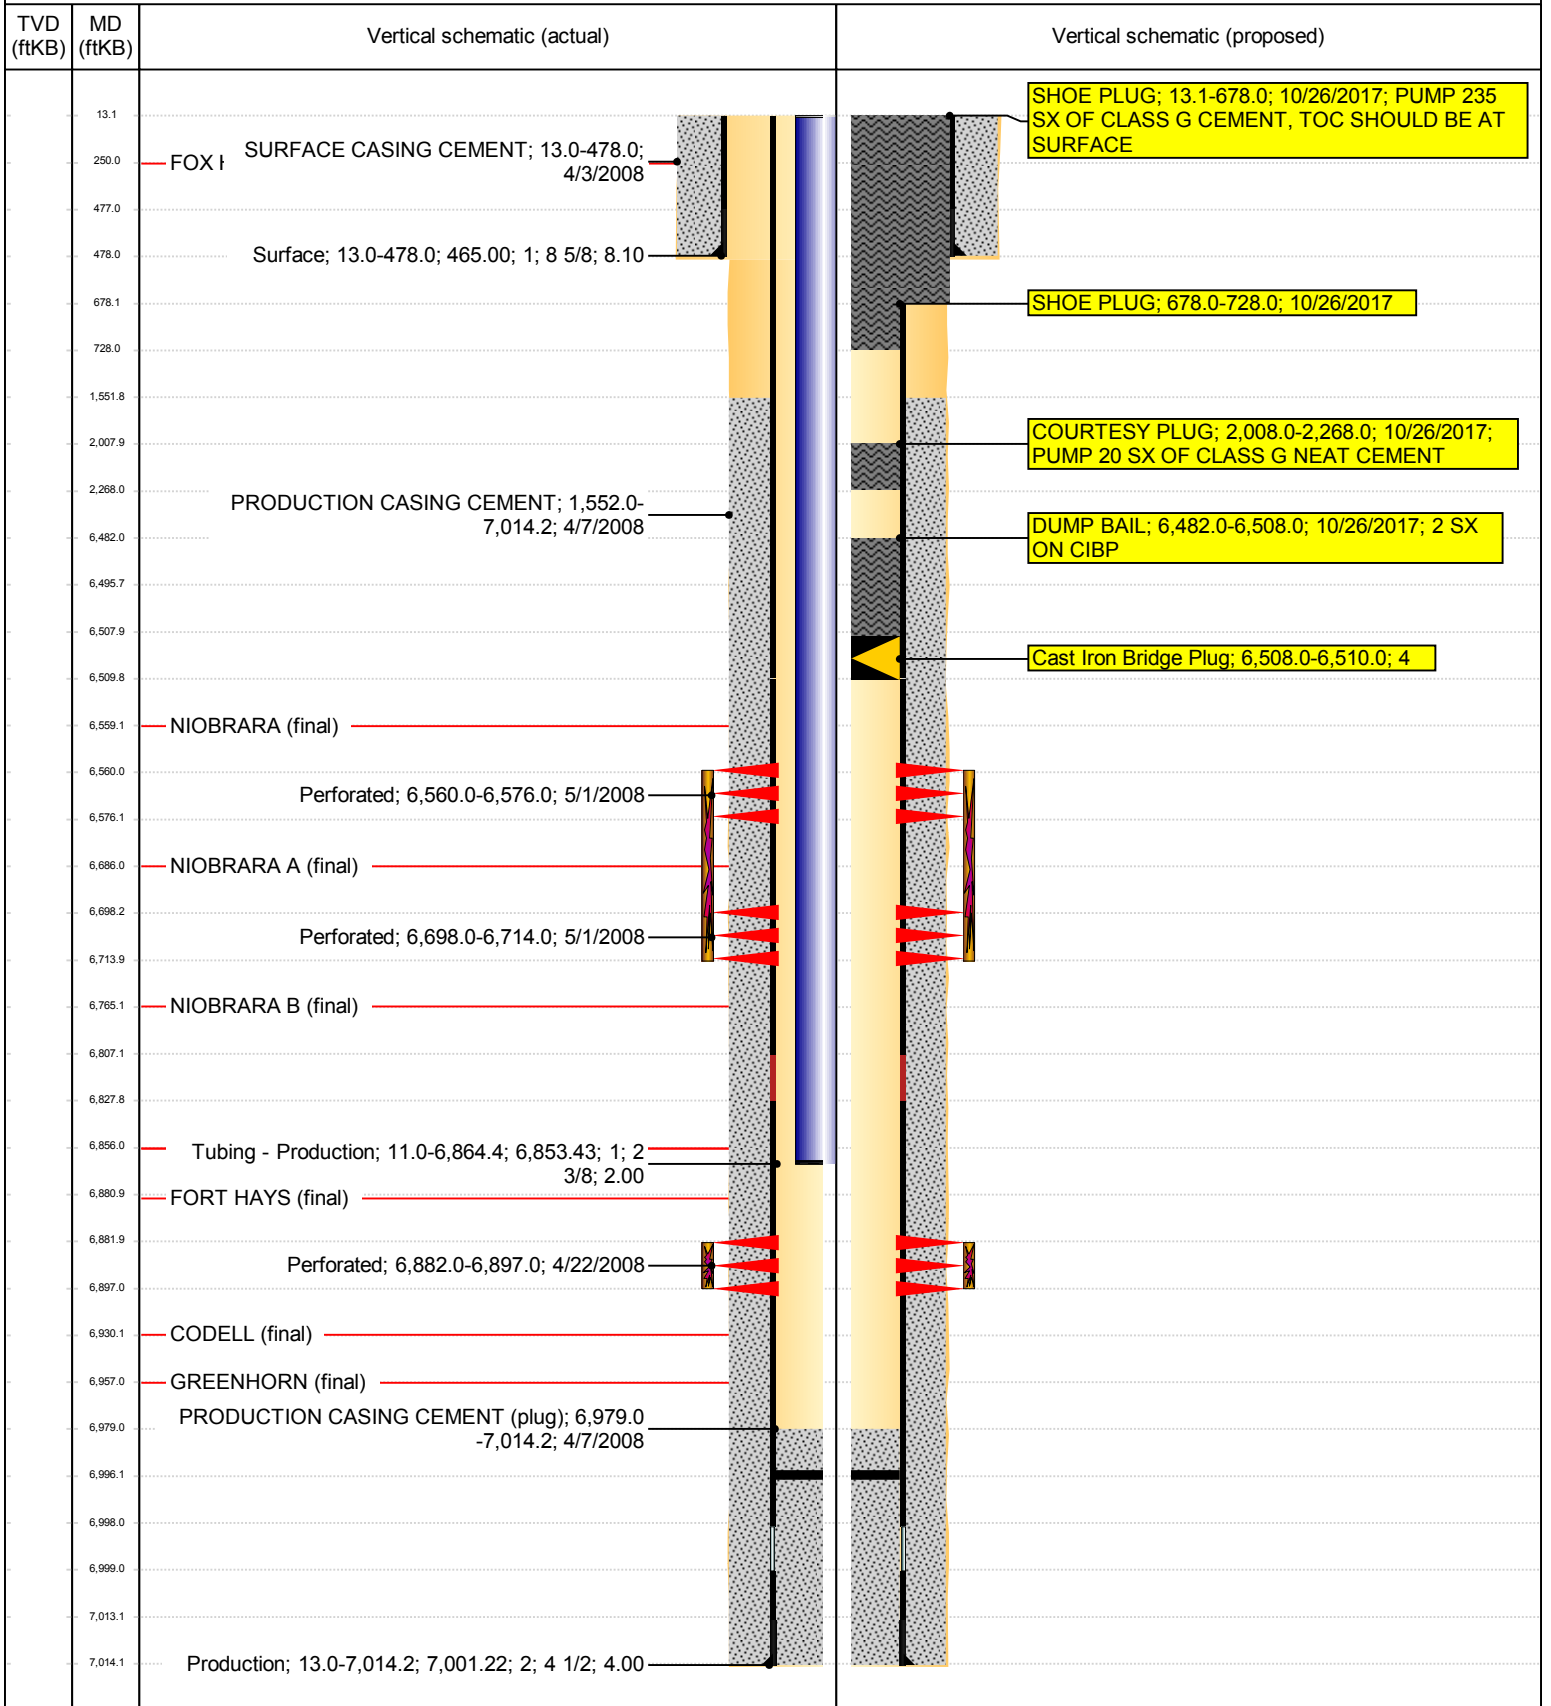 TVD (ftKB)
MD (ftKB)
Vertical schematic (actual)
Vertical schematic (proposed)
13.1
250.0
477.0
478.0
678.1
728.0
1,551.8
2,007.9
2,268.0
6,482.0
6,495.7
6,507.9
6,509.8
6,559.1
6,560.0
6,576.1
6,686.0
6,698.2
6,713.9
6,765.1
6,807.1
6,827.8
6,856.0
6,880.9
6,881.9
6,897.0
6,930.1
6,957.0
6,979.0
6,996.1
6,998.0
6,999.0
7,013.1
7,014.1
FOX
SURFACE CASING CEMENT; 13.0-478.0;
4/3/2008
Surface; 13.0-478.0; 465.00; 1; 8 5/8; 8.10
PRODUCTION CASING CEMENT; 1,552.0-
7,014.2; 4/7/2008
NIOBRARA (final)
Perforated; 6,560.0-6,576.0; 5/1/2008
NIOBRARA A (final)
Perforated; 6,698.0-6,714.0; 5/1/2008
NIOBRARA B (final)
Tubing - Production; 11.0-6,864.4; 6,853.43; 1; 2
3/8; 2.00
FORT HAYS (final)
Perforated; 6,882.0-6,897.0; 4/22/2008
CODELL (final)
GREENHORN (final)
PRODUCTION CASING CEMENT (plug); 6,979.0
-7,014.2; 4/7/2008
Production; 13.0-7,014.2; 7,001.22; 2; 4 1/2; 4.00
SHOE PLUG; 13.1-678.0; 10/26/2017; PUMP 235
SX OF CLASS G CEMENT, TOC SHOULD BE AT
SURFACE
SHOE PLUG; 678.0-728.0; 10/26/2017
COURTESY PLUG; 2,008.0-2,268.0; 10/26/2017;
PUMP 20 SX OF CLASS G NEAT CEMENT
DUMP BAIL; 6,482.0-6,508.0; 10/26/2017; 2 SX
ON CIBP
Cast Iron Bridge Plug; 6,508.0-6,510.0; 4